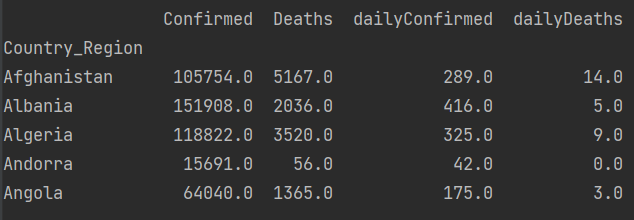 Confirmed Deaths dailyConfirmed dailyDeaths
Country_Region
Afghanistan 105754.0 5167.0 289.0 14.0
Albania 151908.0 2036.0 416.0 5.0
Algeria 118822.0 3520.0 325.0 9.0
Andorra 15691.0 56.0 42.0 0.0
Angola 64040.0 1365.0 175.0 3.0